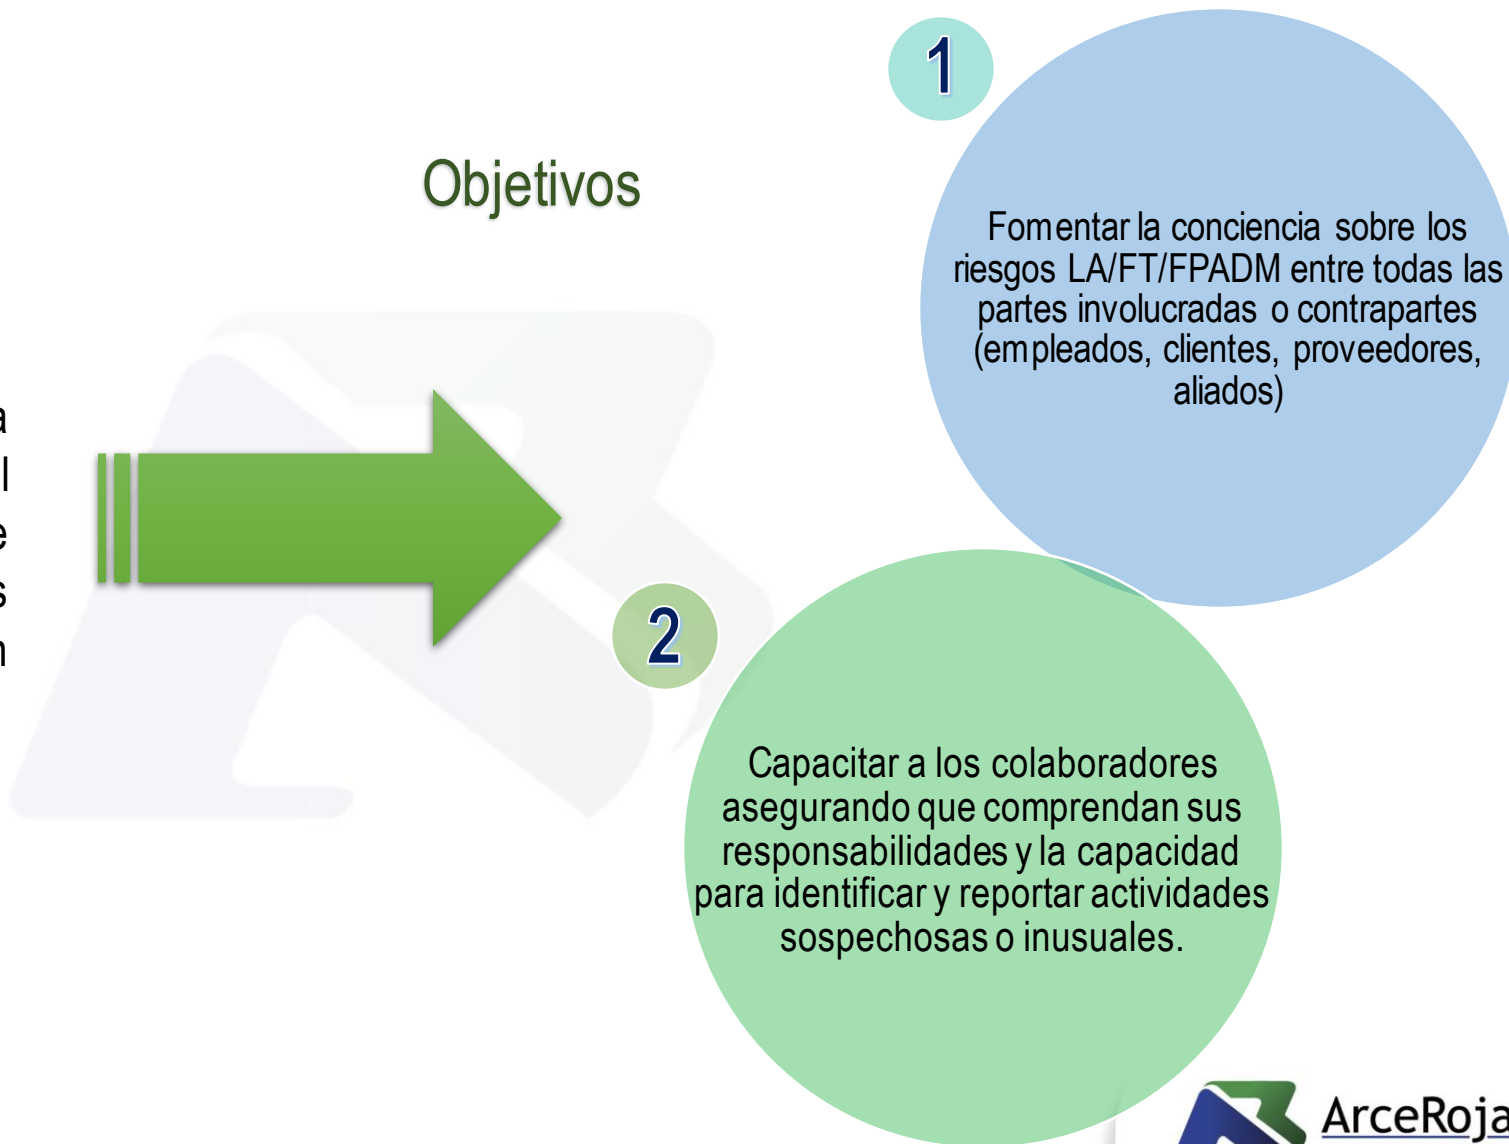 Objetivos
1
Fomentar la conciencia sobre los
riesgos LA/FT/FPADM entre todas las
partes involucradas o contrapartes
(empleados, clientes, proveedores,
aliados)
2
Capacitar a los colaboradores
asegurando que comprendan sus
responsabilidades y la capacidad
para identificar y reportar actividades
sospechosas o inusuales.
ArceRoja